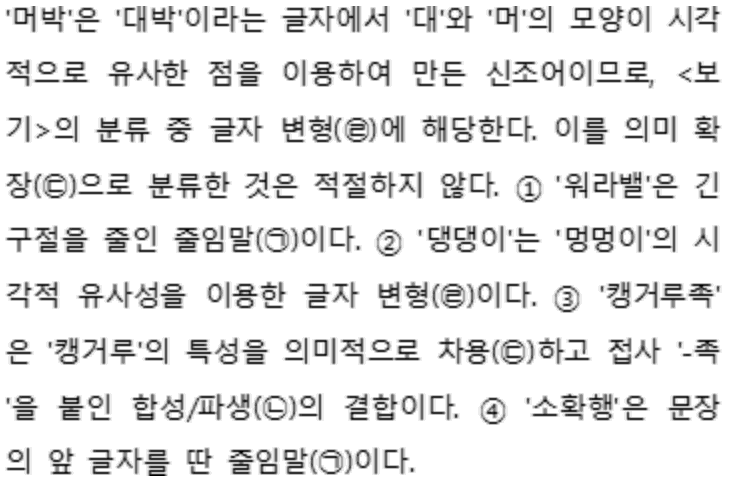 '머박'은 '대박'이라는 글자에서 '대'와 '머'의 모양이 시각
적으로 유사한 점을 이용하여 만든 신조어이므로, <보
기>의 분류 중 글자 변형(㉣)에 해당한다. 이를 의미 확
장(㉢)으로 분류한 것은 적절하지 않다. ① '워라밸'은 긴
구절을 줄인 줄임말(㉠)이다. ② '댕댕이'는 '멍멍이'의 시
각적 유사성을 이용한 글자 변형(㉣)이다. ③ '캥거루족'
은 '캥거루'의 특성을 의미적으로 차용(㉢)하고 접사 '-족
'을 붙인 합성/파생(㉡)의 결합이다. ④ '소확행'은 문장
의 앞 글자를 딴 줄임말(㉠)이다.